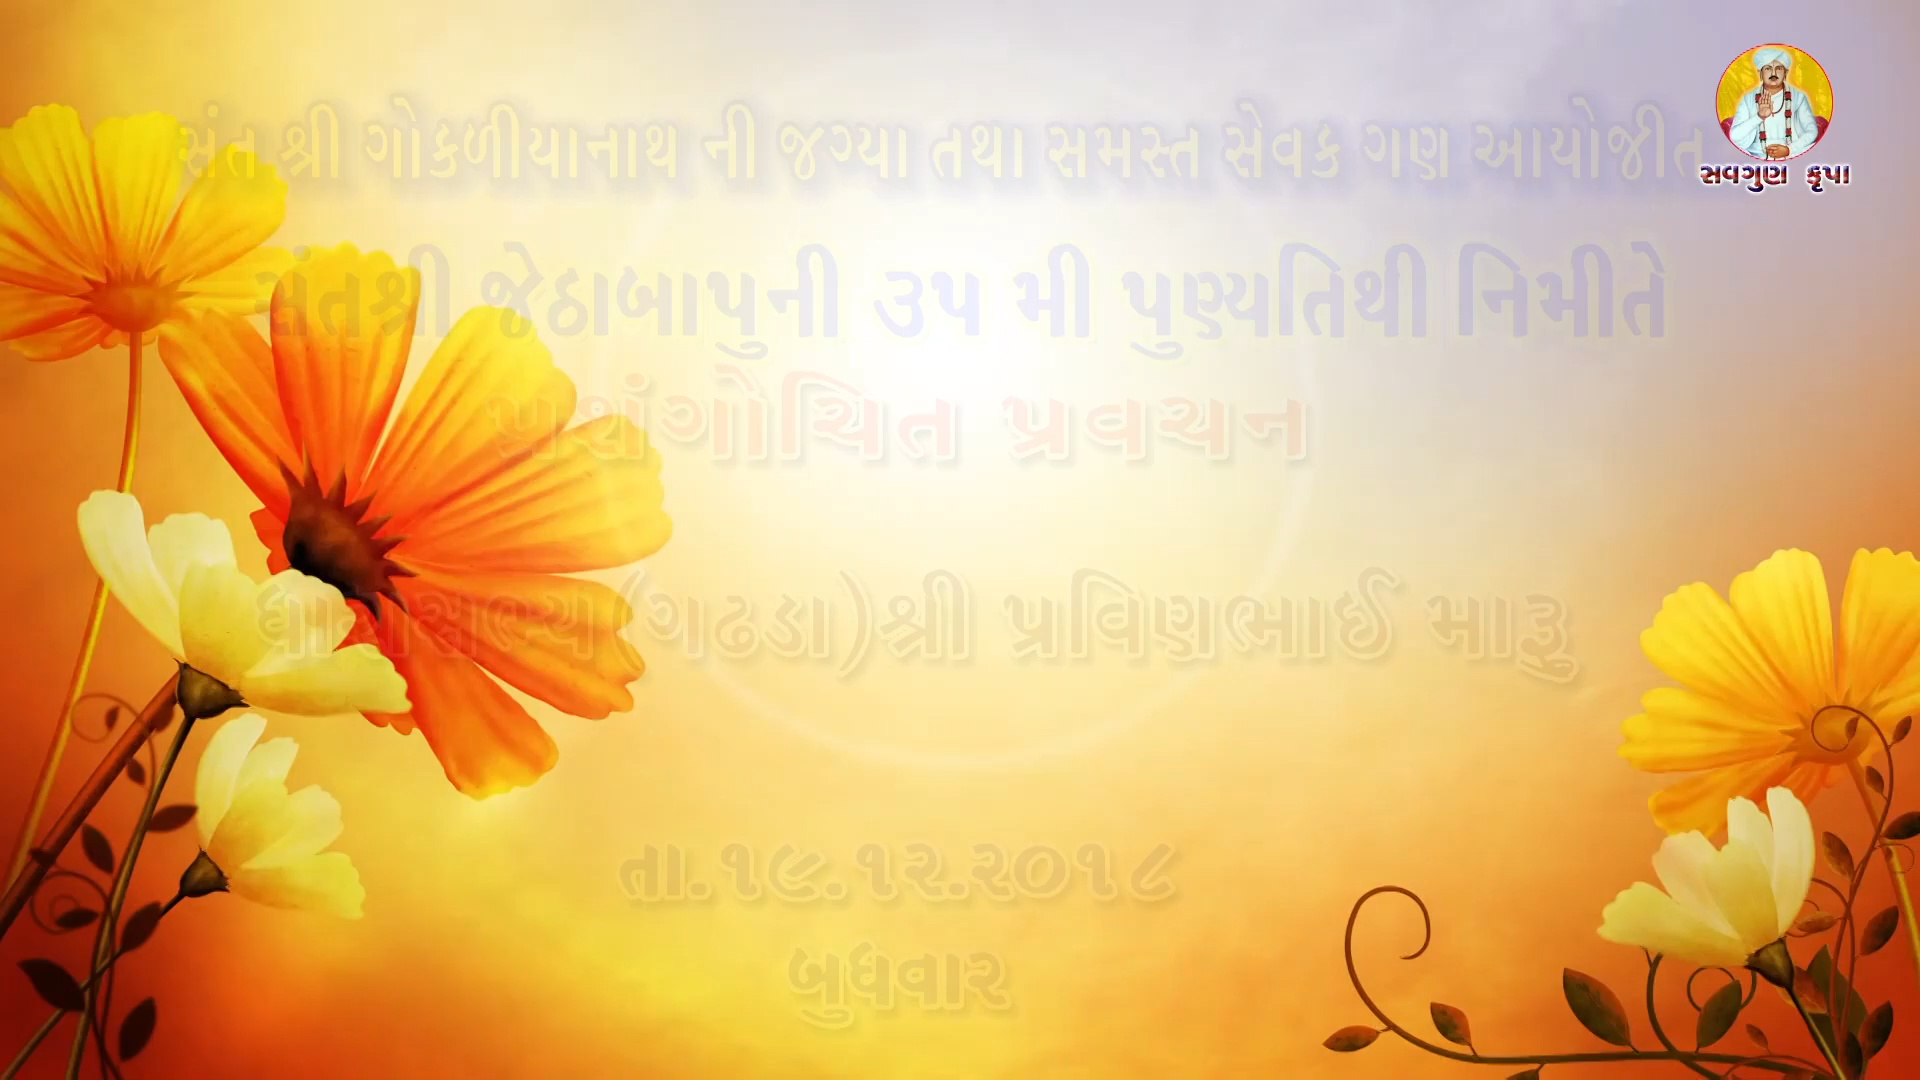 સંત શ્રી ગોકળીયાનાથ ની જગ્યા તથા સમસ્ત સેવક ગણ આયોજીત
સવગુણ કૃપા
સંતશ્રી જેઠાબાપુની ૩૫ મી પુણ્યતિથી નિમીતે
પ્રશંગોચિત પ્રવચન
(ગઢડા)શ્રી પ્રવિણભાઈ મારૂ
તા.૧૯.૧૨.૨૦૧૮
બુધવાર